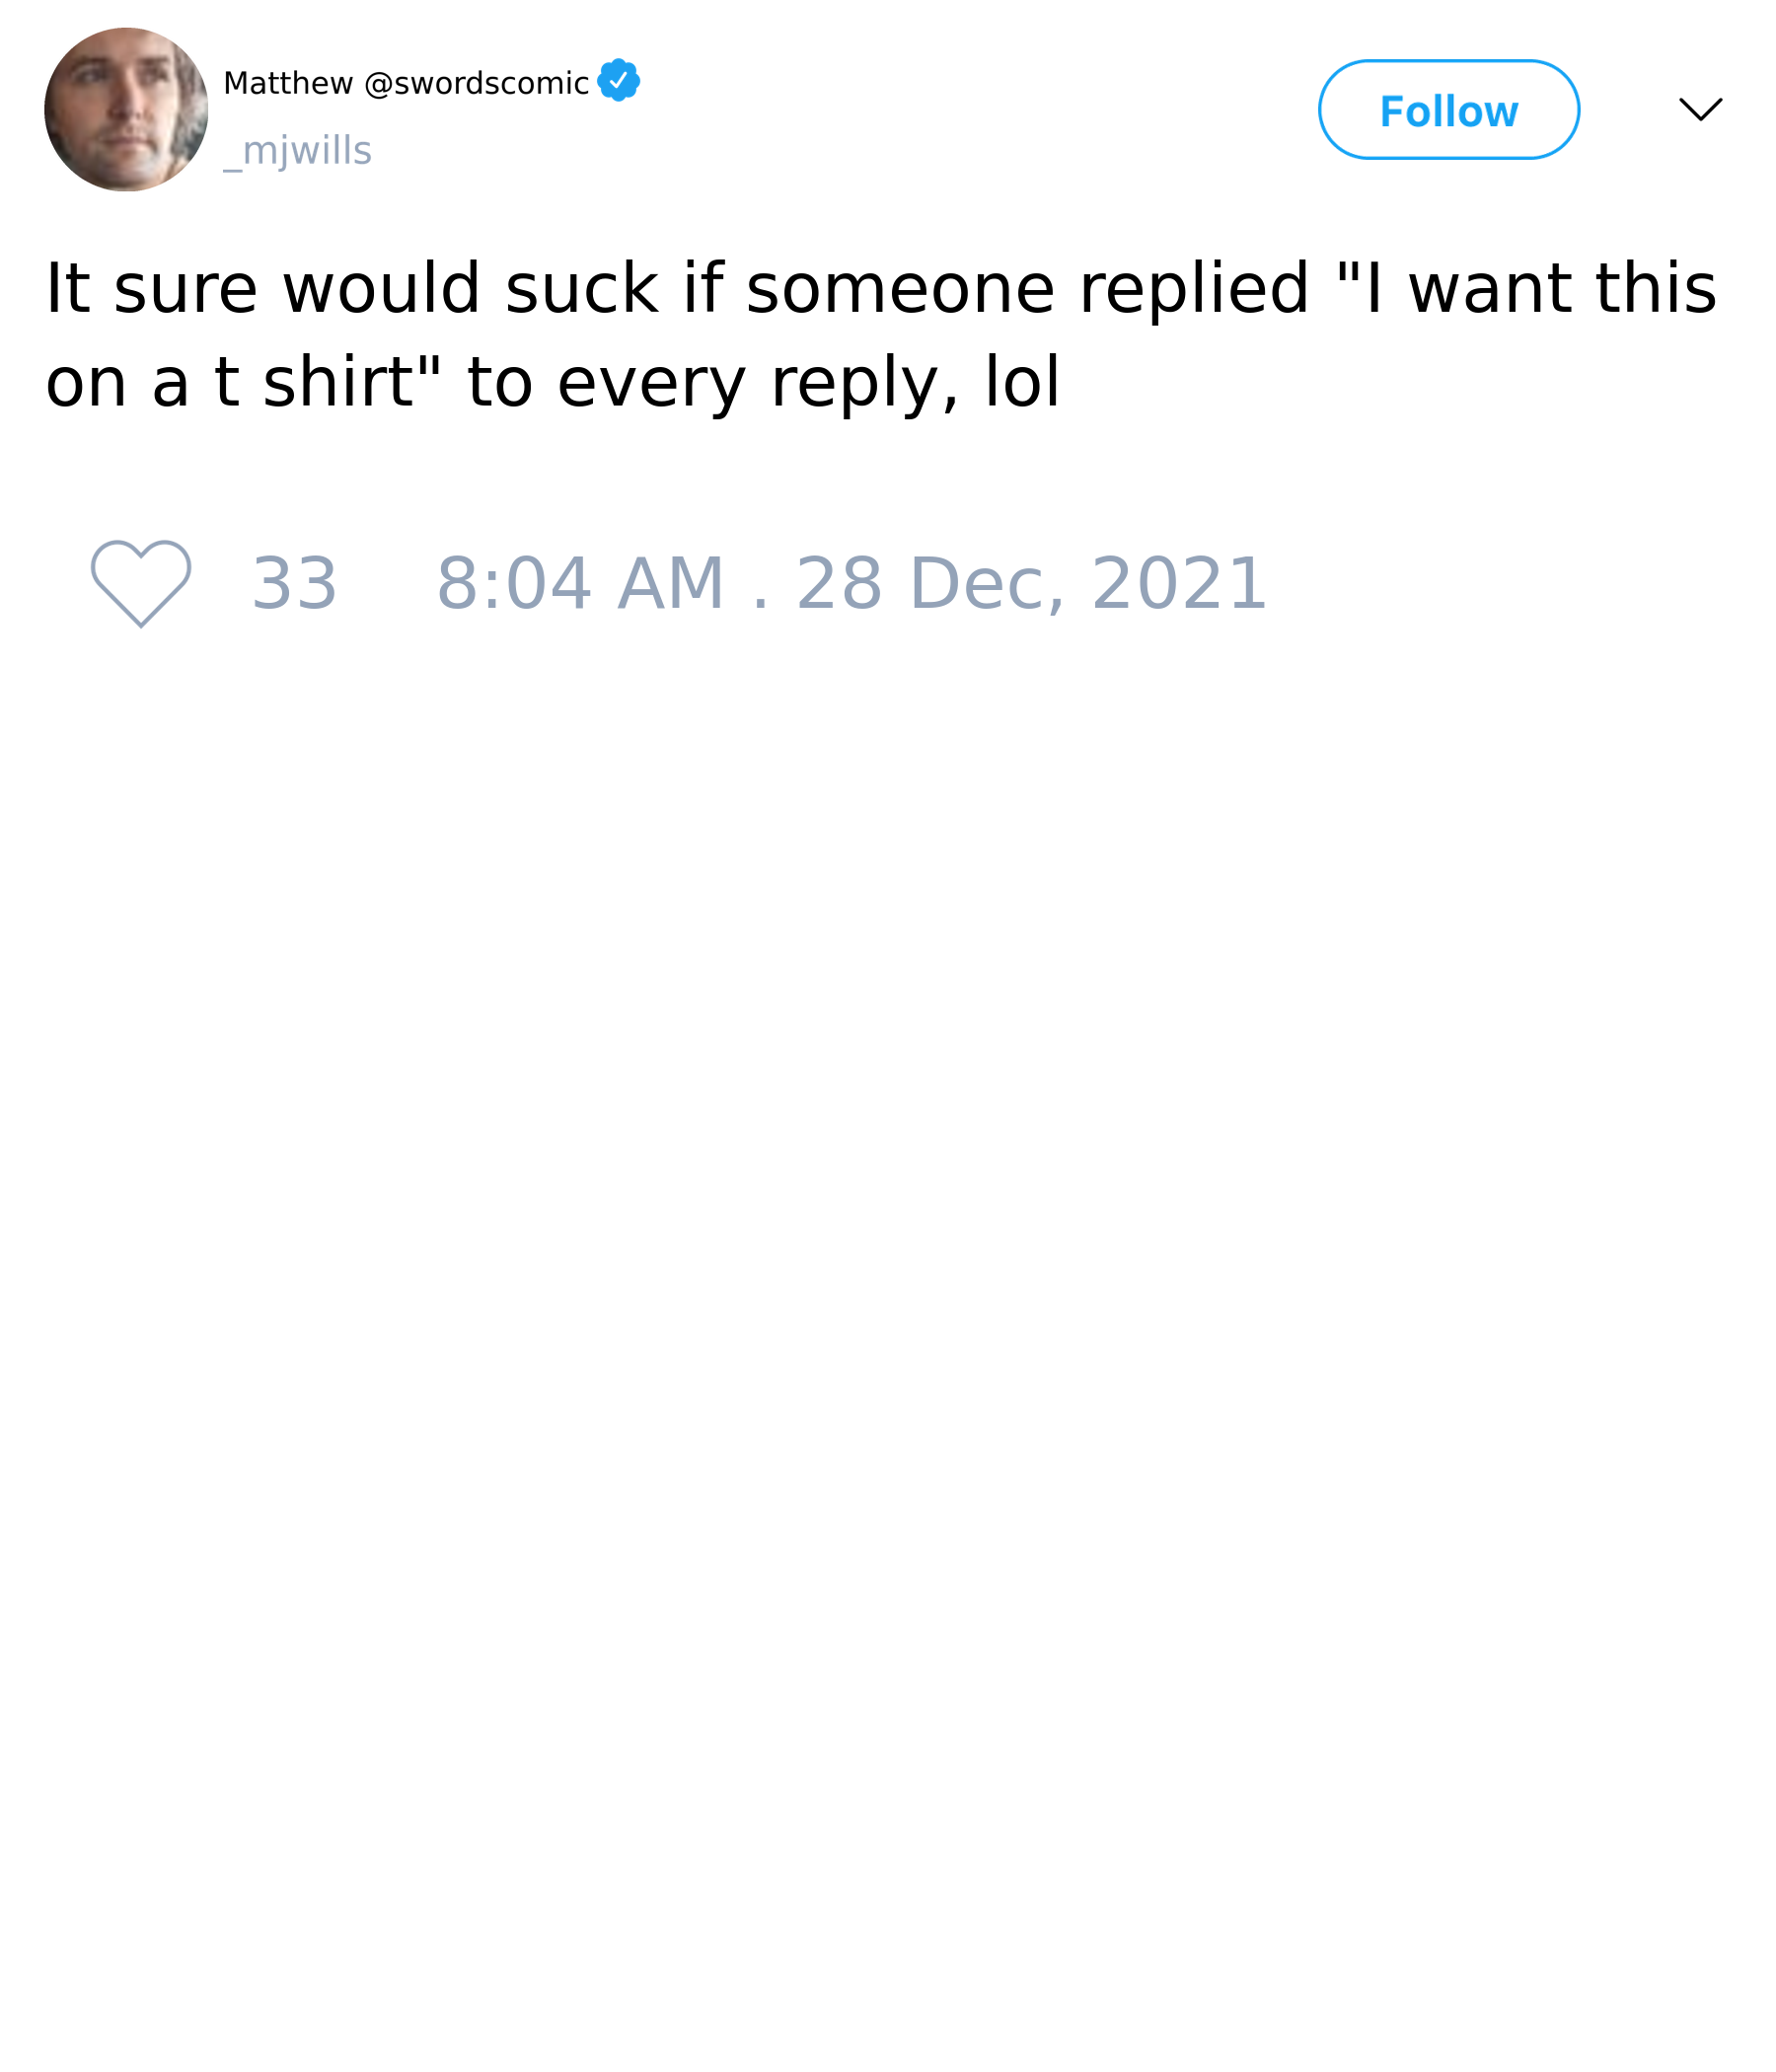 Matthew @swordscomic
_mjwills
Follow
It sure would suck if someone replied "I want this
on a t shirt" to every reply, lol
33 8:04 AM . 28 Dec, 2021